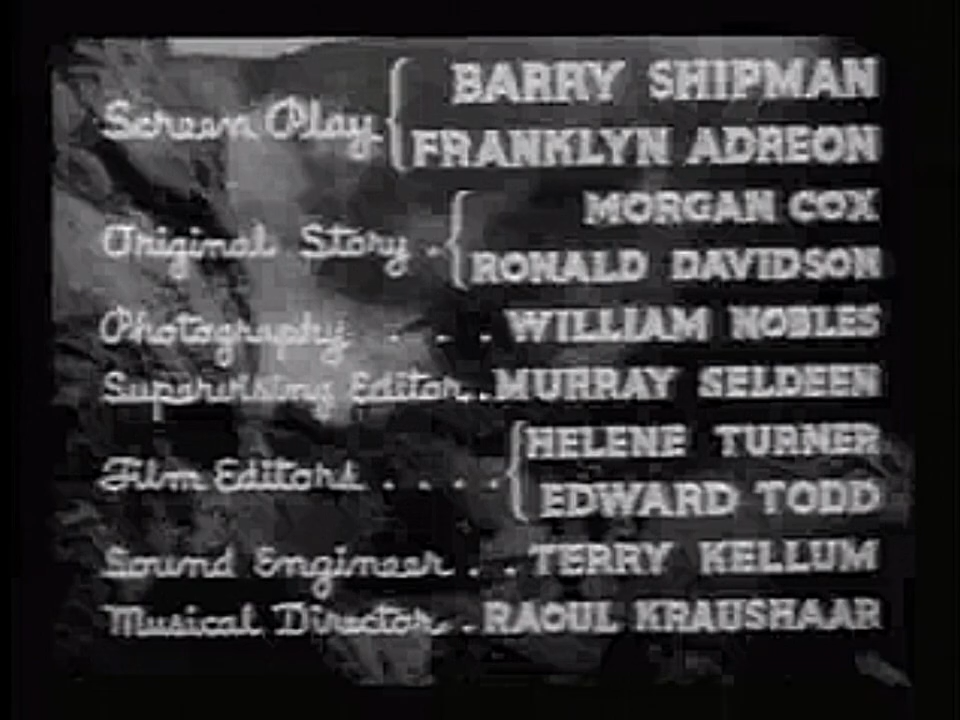 Screen Play { BARRY SHIPMAN
FRANKLYN ADREON
Original Story . { MORGAN COX
RONALD DAVIDSON
Photography . . . WILLIAM NOBLES
Supervising Editor . . MURRAY SELDEEN
Film Editors . . . . { HELENE TURNER
EDWARD TODD
Sound Engineer . . TERRY KELLUM
Musical Director . RAOUL KRAUSHAAR